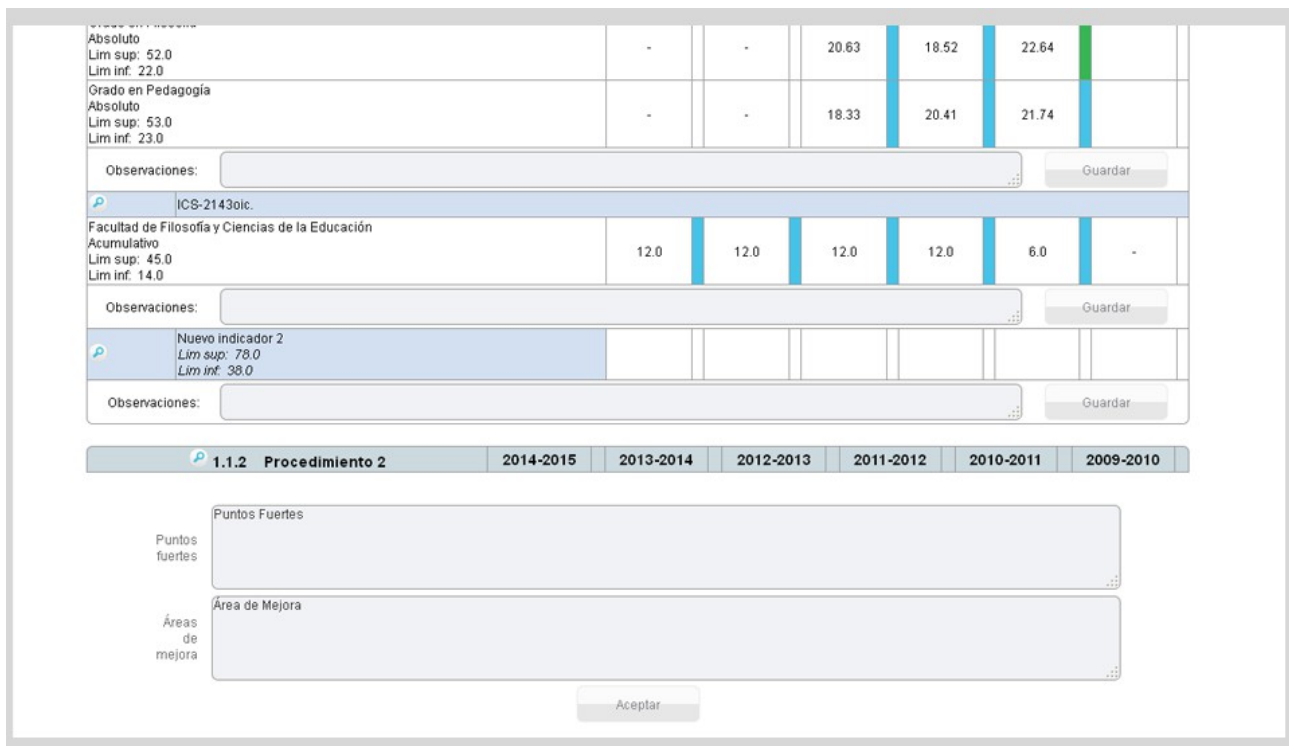 Absoluto
Lim sup: 52.0
Lim inf: 22.0
- - 20.63 18.52 22.64
Grado en Pedagogía
Absoluto
Lim sup: 53.0
Lim inf: 23.0
- - 18.33 20.41 21.74
Observaciones: Guardar
ICS-2143oic.
Facultad de Filosofía y Ciencias de la Educación
Acumulativo
Lim sup: 45.0
Lim inf: 14.0
12.0 12.0 12.0 12.0 6.0 -
Observaciones: Guardar
Nuevo indicador 2
Lim sup: 78.0
Lim inf: 38.0
Observaciones: Guardar
1.1.2 Procedimiento 2 2014-2015 2013-2014 2012-2013 2011-2012 2010-2011 2009-2010
Puntos fuertes
Puntos Fuertes
Áreas de mejora
Área de Mejora
Aceptar